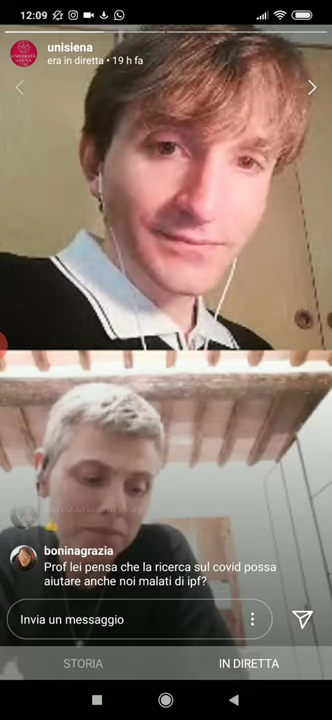 12:09
unisiena
era in diretta • 19 h fa
boninagrazia
Prof lei pensa che la ricerca sul covid possa
aiutare anche noi malati di ipf?
Invia un messaggio
STORIA
IN DIRETTA